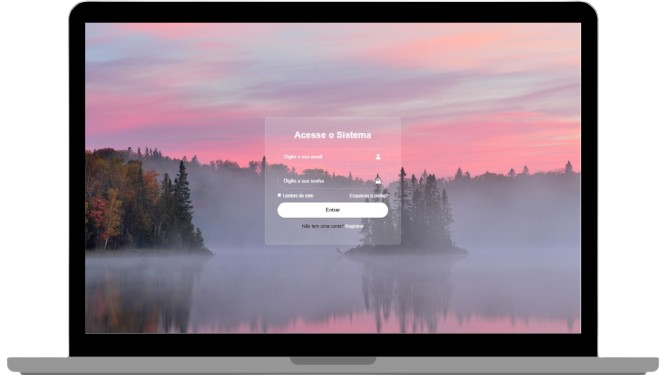 Acesse o Sistema
Digite o seu email
Digite a sua senha
Lembre de mim
Esqueceu a senha?
Entrar
Não tem uma conta? Registrar